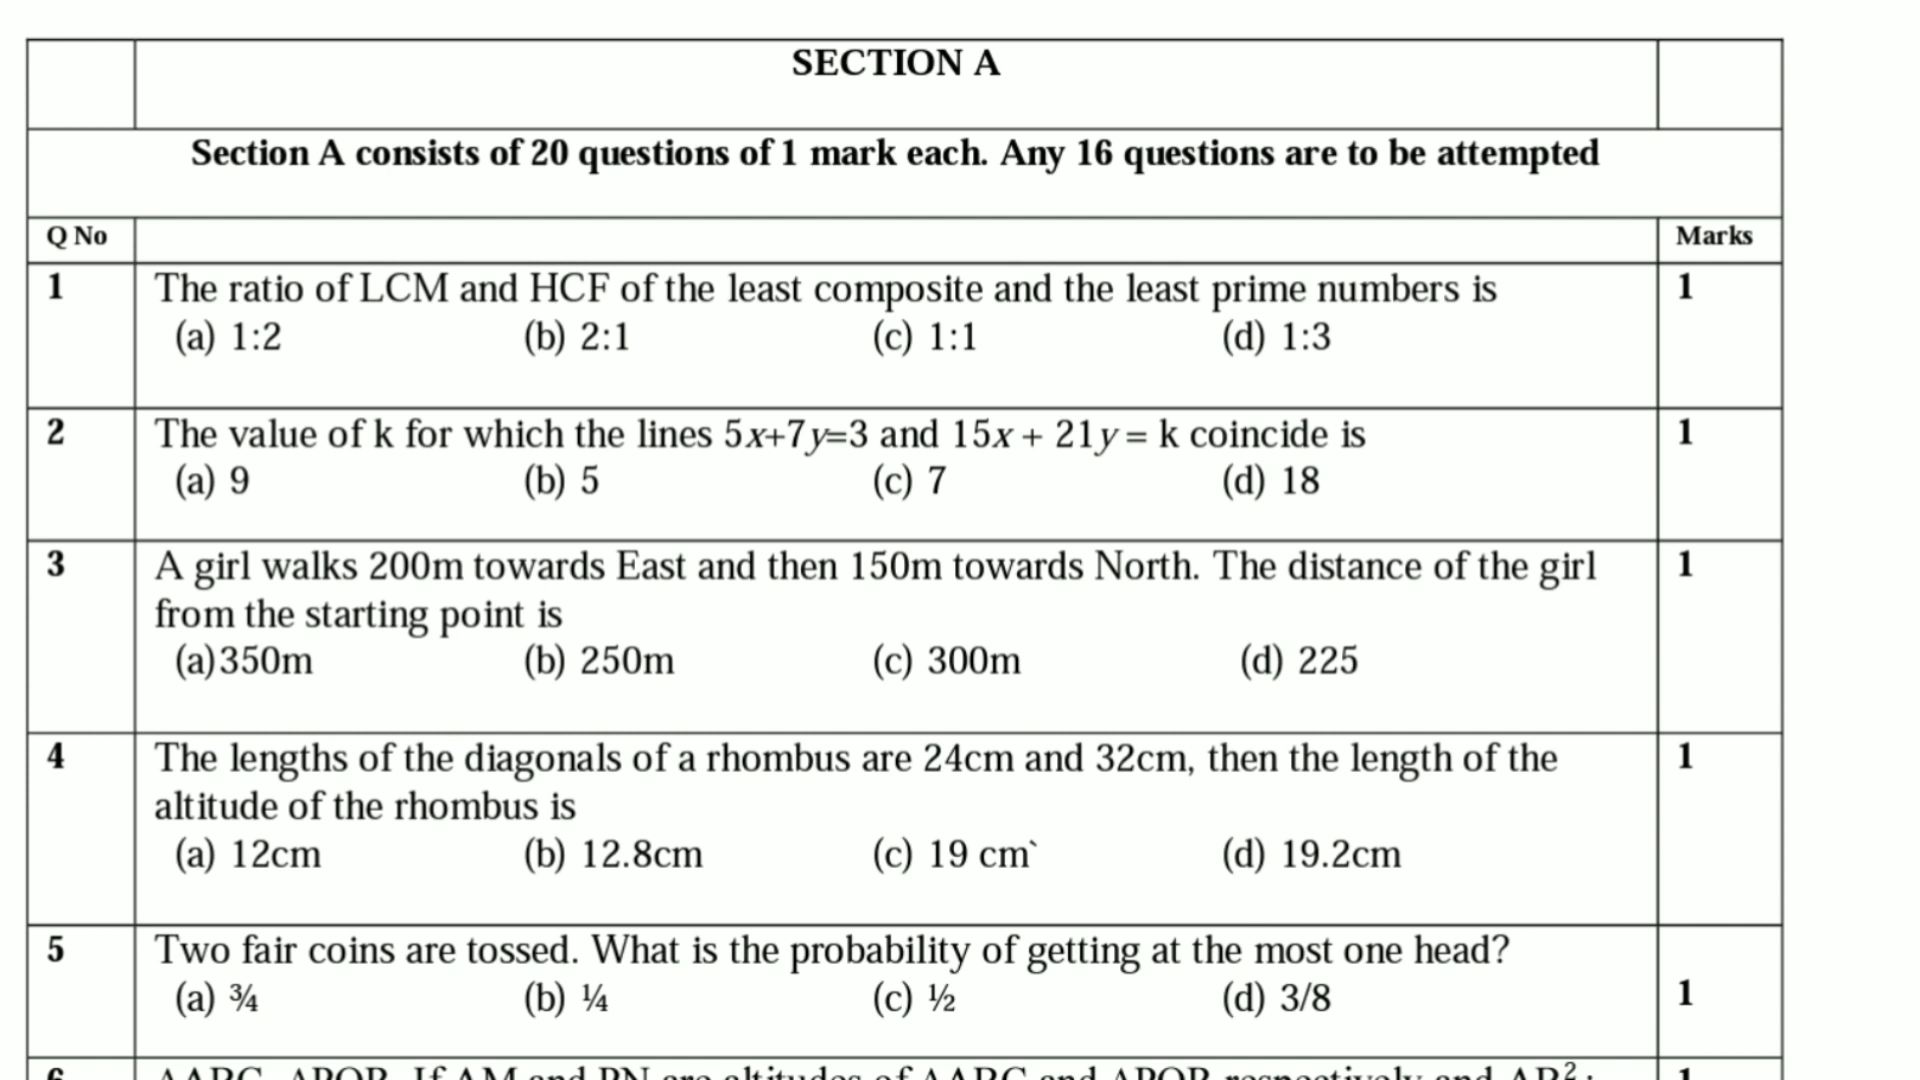 SECTION A
Section A consists of 20 questions of 1 mark each. Any 16 questions are to be attempted
Q No Marks
1 The ratio of LCM and HCF of the least composite and the least prime numbers is 1
(a) 1:2 (b) 2:1 (c) 1:1 (d) 1:3
2 The value of k for which the lines 5x+7y=3 and 15x + 21y = k coincide is 1
(a) 9 (b) 5 (c) 7 (d) 18
3 A girl walks 200m towards East and then 150m towards North. The distance of the girl 1
from the starting point is
(a)350m (b) 250m (c) 300m (d) 225
4 The lengths of the diagonals of a rhombus are 24cm and 32cm, then the length of the 1
altitude of the rhombus is
(a) 12cm (b) 12.8cm (c) 19 cm` (d) 19.2cm
5 Two fair coins are tossed. What is the probability of getting at the most one head?
(a) ¾ (b) ¼ (c) ½ (d) 3/8 1